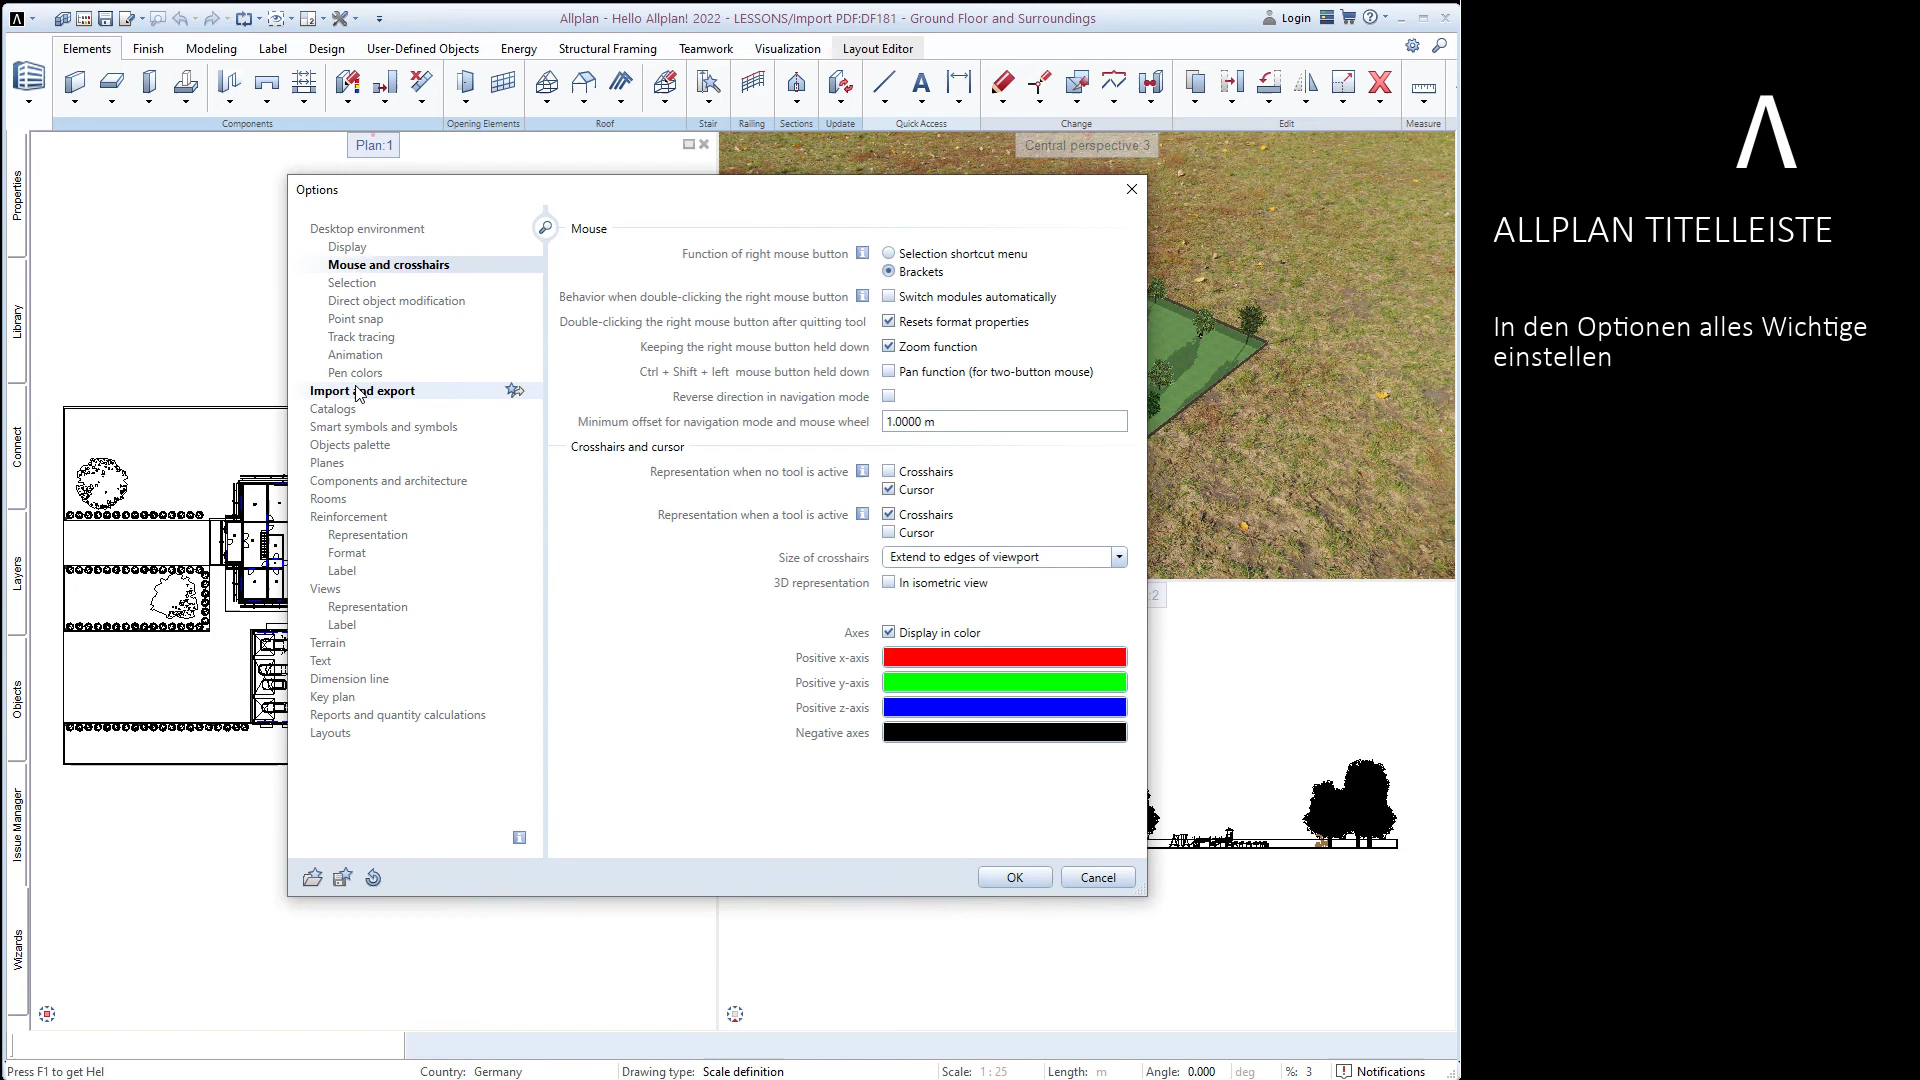 Allplan - Hello Allplan! 2022 - LESSONS/Import PDF:DF181 - Ground Floor and Surroundings
Login
Elements
Finish
Modeling
Label
Design
User-Defined Objects
Energy
Structural Framing
Teamwork
Visualization
Layout Editor
Components
Opening Elements
Roof
Stair
Railing
Sections
Update
Quick Access
Change
Edit
Measure
Plan:1
Central perspective:3
:2
Properties
Library
Connect
Layers
Objects
Issue Manager
Wizards
Options
Desktop environment
Display
Mouse and crosshairs
Selection
Direct object modification
Point snap
Track tracing
Animation
Pen colors
Import and export
Catalogs
Smart symbols and symbols
Objects palette
Planes
Components and architecture
Rooms
Reinforcement
Representation
Format
Label
Views
Representation
Label
Terrain
Text
Dimension line
Key plan
Reports and quantity calculations
Layouts
Mouse
Function of right mouse button
Selection shortcut menu
Brackets
Behavior when double-clicking the right mouse button
Switch modules automatically
Double-clicking the right mouse button after quitting tool
Resets format properties
Keeping the right mouse button held down
Zoom function
Ctrl + Shift + left mouse button held down
Pan function (for two-button mouse)
Reverse direction in navigation mode
Minimum offset for navigation mode and mouse wheel
1.0000 m
Crosshairs and cursor
Representation when no tool is active
Crosshairs
Cursor
Representation when a tool is active
Crosshairs
Cursor
Size of crosshairs
Extend to edges of viewport
3D representation
In isometric view
Axes
Display in color
Positive x-axis
Positive y-axis
Positive z-axis
Negative axes
OK
Cancel
Press F1 to get Hel
Country: Germany
Drawing type: Scale definition
Scale: 1 : 25
Length: m
Angle: 0.000 deg
%: 3
Notifications
ALLPLAN TITELLEISTE
In den Optionen alles Wichtige
einstellen